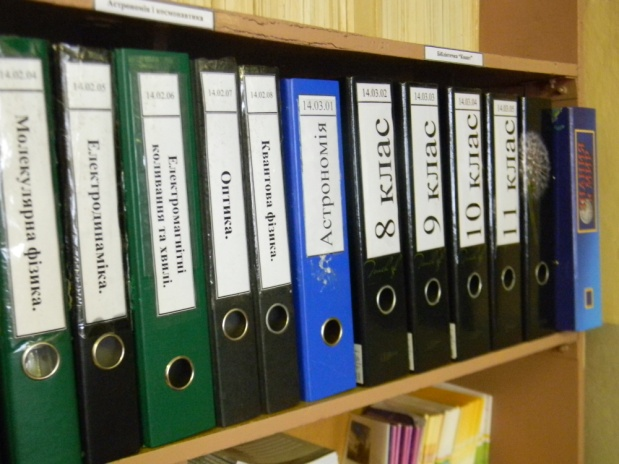 Астрономія і космонавтика
Бібліотечка "Квант"
14.02.04
Молекулярна фізика.
14.02.05
Електродинаміка.
14.02.06
Електромагнітні
коливання та хвилі.
14.02.07
Оптика.
14.02.08
Квантова фізика.
14.03.01
Астрономія
14.03.02
8 клас
14.03.03
9 клас
14.03.04
10 клас
14.03.05
11 клас